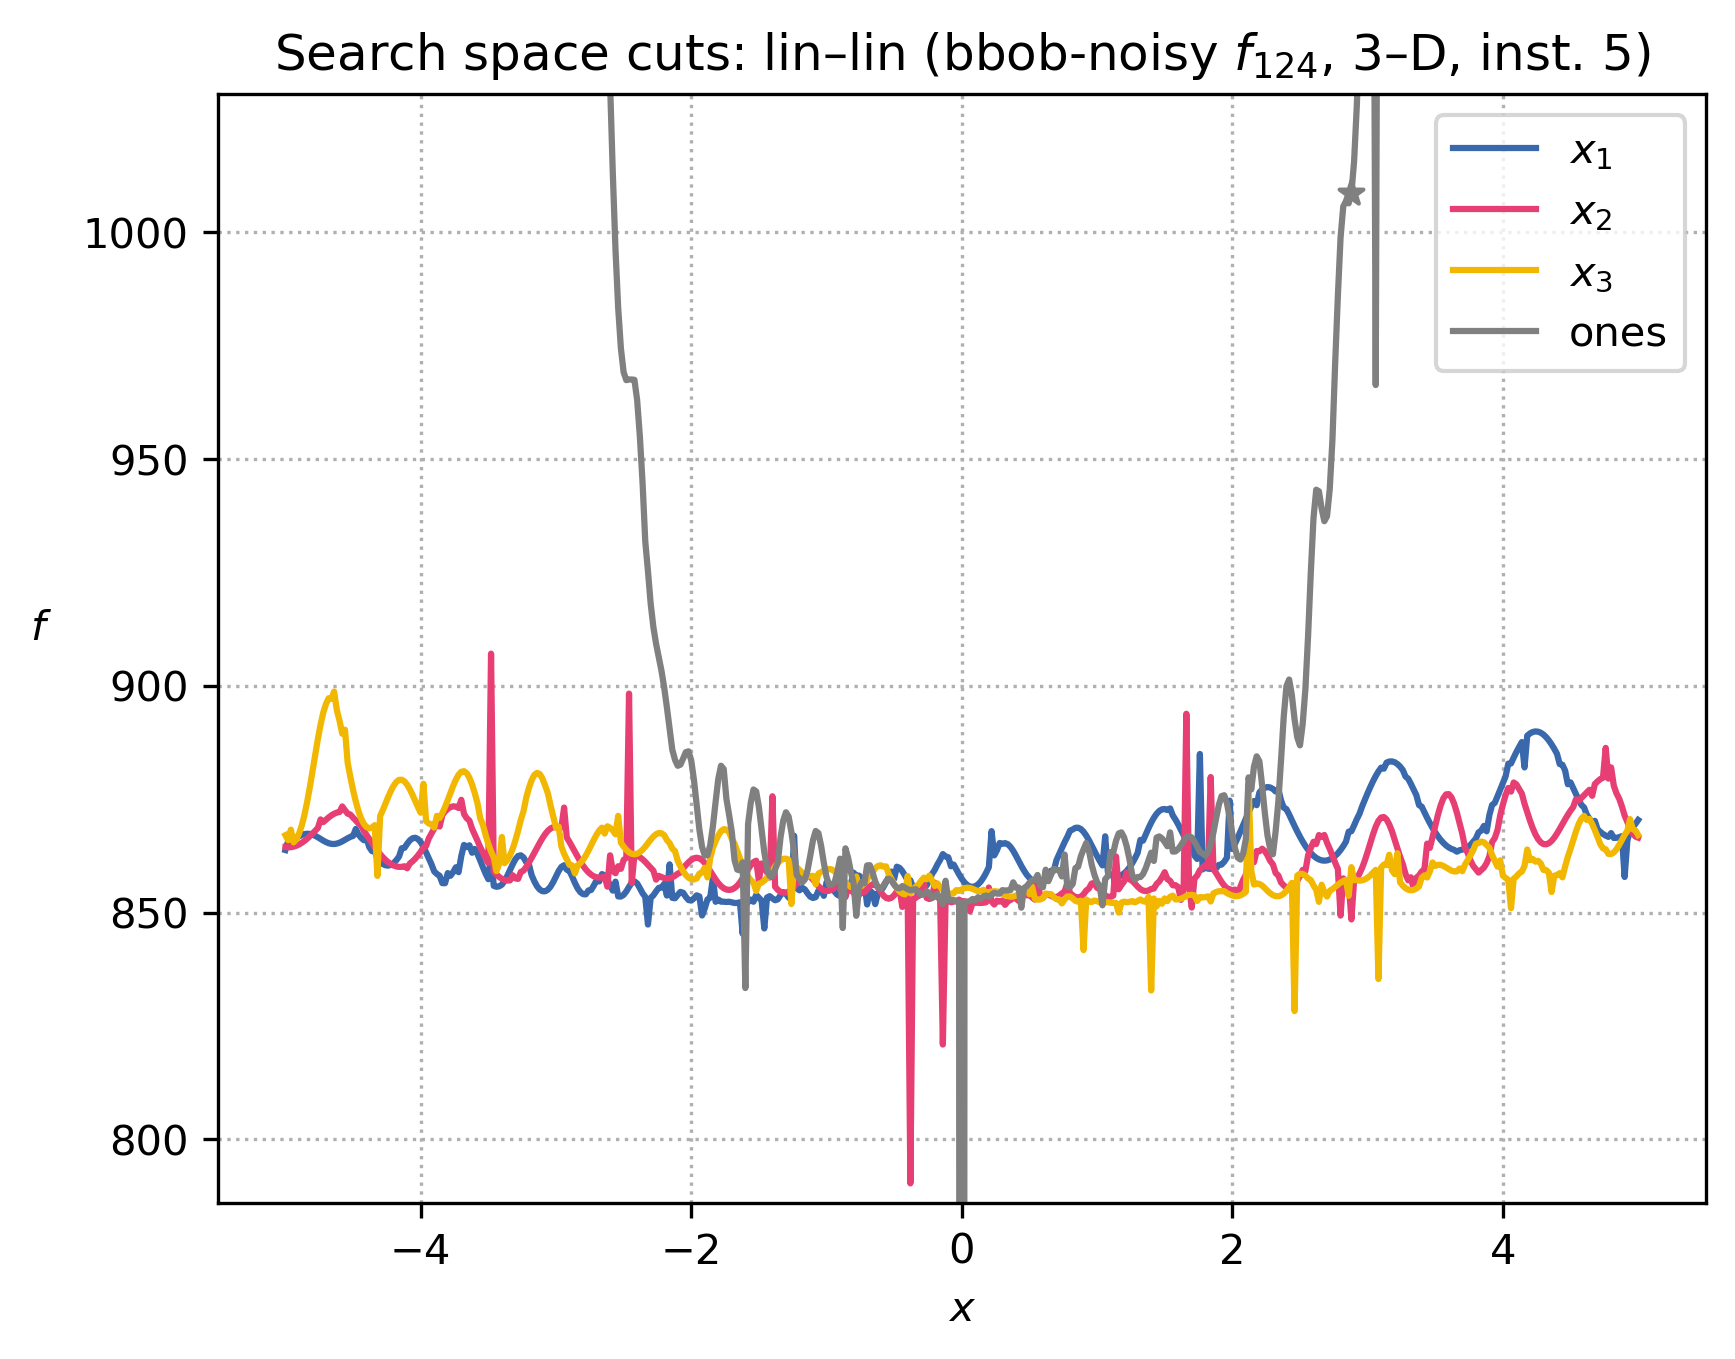 Search space cuts: lin–lin (bbob-noisy f₁₂₄, 3–D, inst. 5)
x₁
x₂
x₃
ones
f
1000
950
900
850
800
−4
−2
0
2
4
x